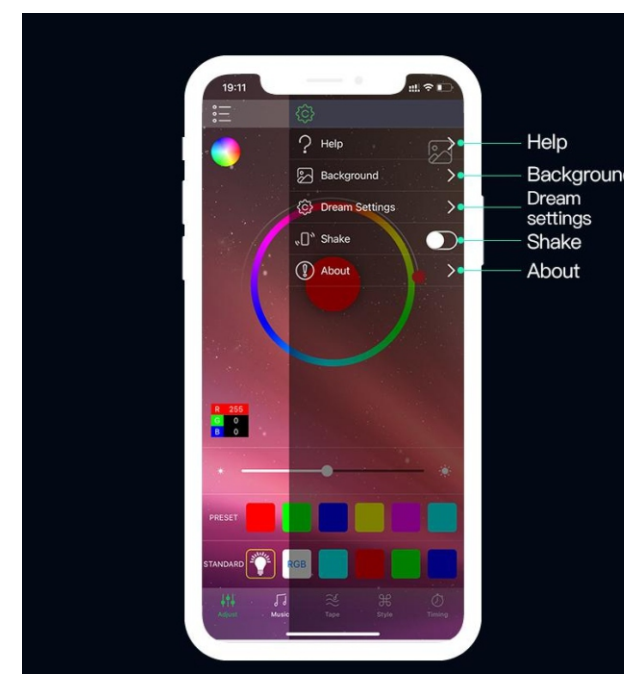 19:11
Help
Background
Dream Settings
Shake
About
Help
Backgroun
Dream
settings
Shake
About
R 255
G 0
B 0
PRESET
STANDARD RGB
Adjust Music Tape Style Timing